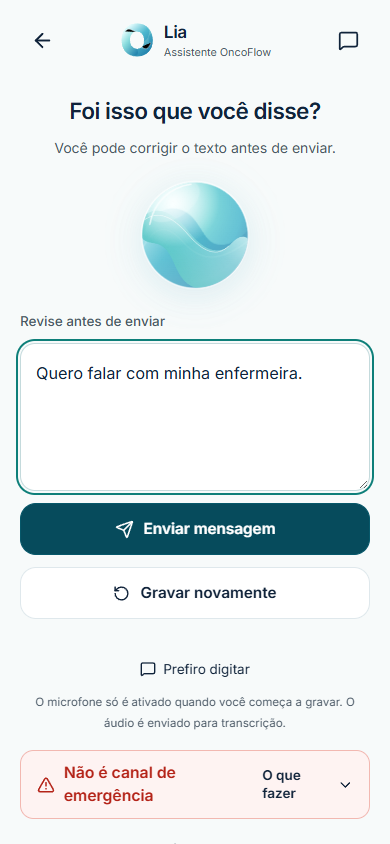 Lia
Assistente OncoFlow
Foi isso que você disse?
Você pode corrigir o texto antes de enviar.
Revise antes de enviar
Quero falar com minha enfermeira.
Enviar mensagem
Gravar novamente
Prefiro digitar
O microfone só é ativado quando você começa a gravar. O
áudio é enviado para transcrição.
Não é canal de
emergência
O que
fazer